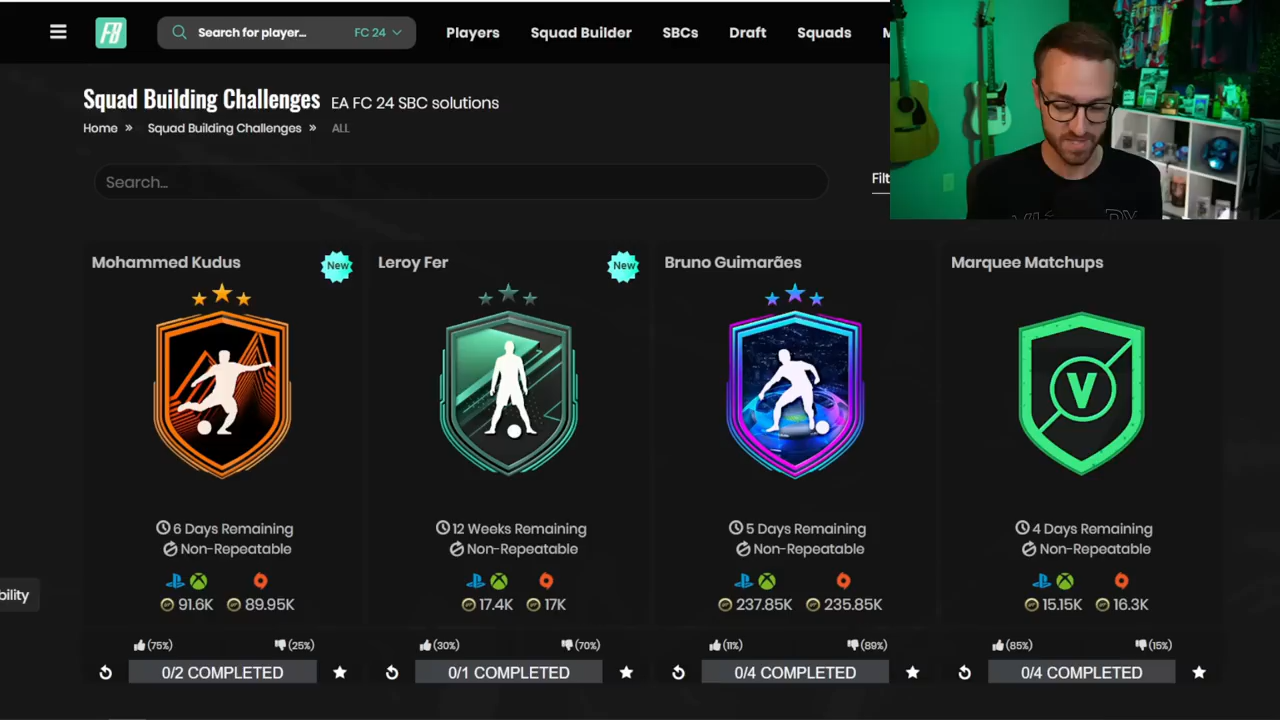 FB
Search for player...
FC 24
Players
Squad Builder
SBCs
Draft
Squads
M
Squad Building Challenges
EA FC 24 SBC solutions
Home » Squad Building Challenges » ALL
Search...
Filt
Mohammed Kudus
New
6 Days Remaining
Non-Repeatable
91.6K
89.95K
(75%)
(25%)
0/2 COMPLETED
Leroy Fer
New
12 Weeks Remaining
Non-Repeatable
17.4K
17K
(30%)
(70%)
0/1 COMPLETED
Bruno Guimarães
5 Days Remaining
Non-Repeatable
237.85K
235.85K
(11%)
(89%)
0/4 COMPLETED
Marquee Matchups
V
4 Days Remaining
Non-Repeatable
15.15K
16.3K
(85%)
(15%)
0/4 COMPLETED
bility